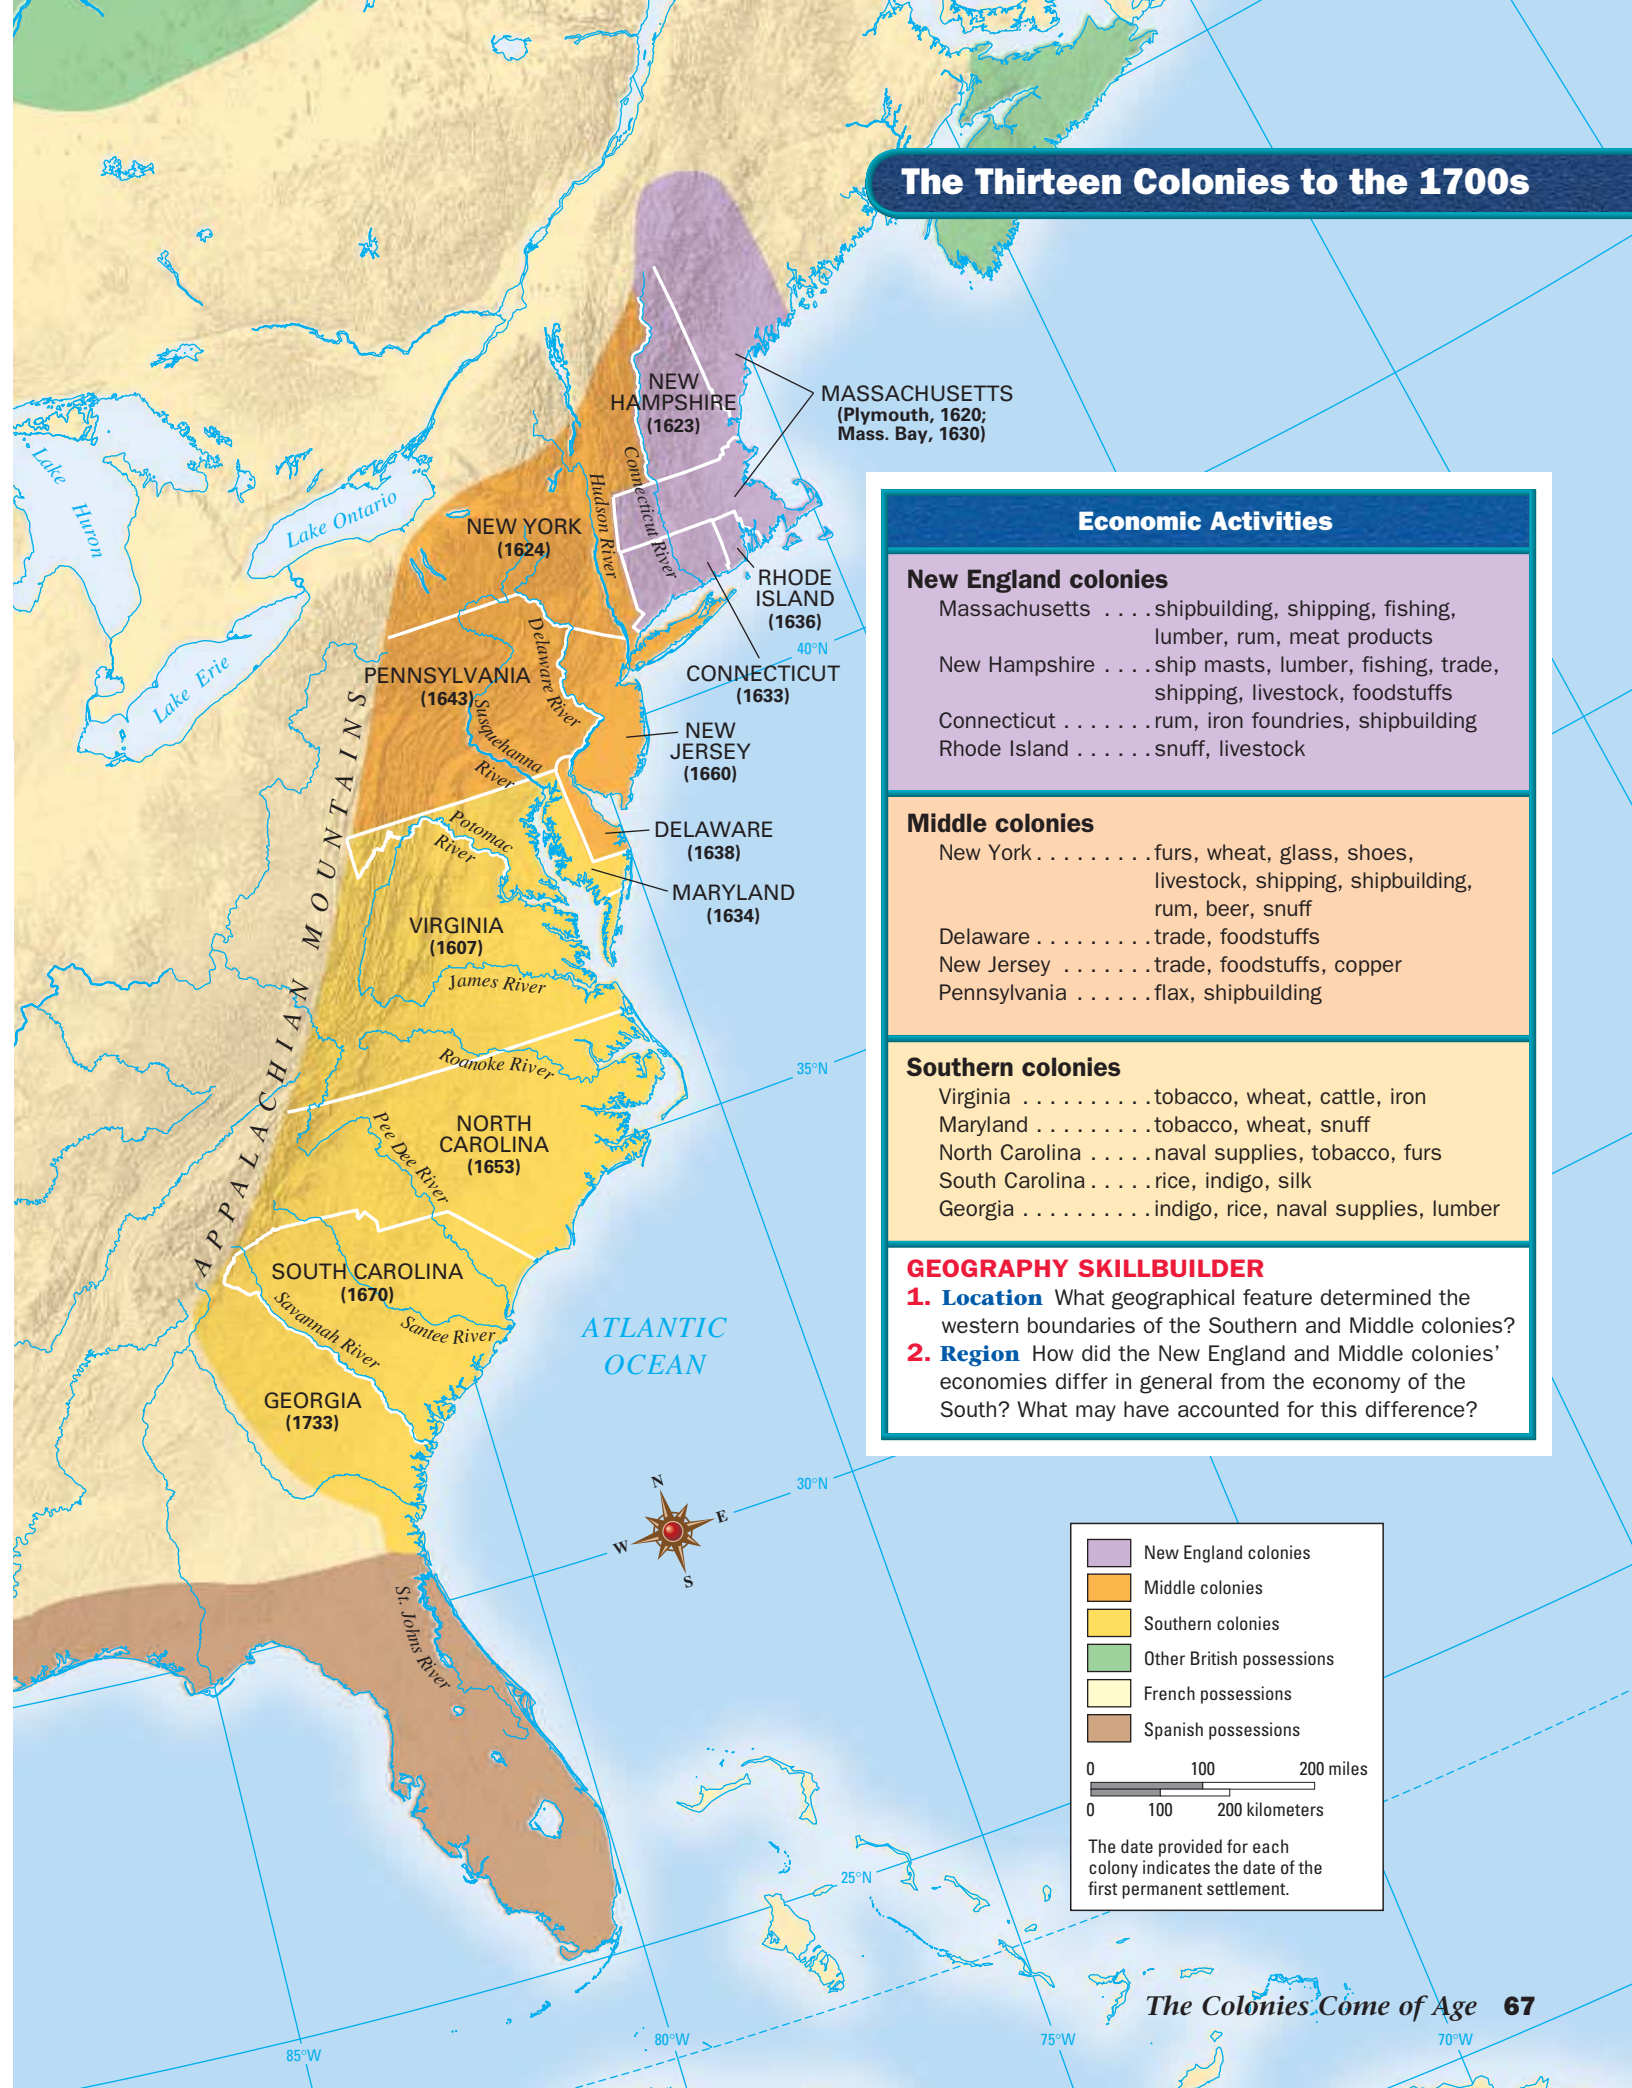 The Thirteen Colonies to the 1700s
NEW
HAMPSHIRE
(1623)
MASSACHUSETTS
(Plymouth, 1620;
Mass. Bay, 1630)
Lake
Huron
Lake Ontario
Lake Erie
NEW YORK
(1624)
Hudson River
Connecticut River
RHODE
ISLAND
(1636)
40°N
CONNECTICUT
(1633)
PENNSYLVANIA
(1643)
Delaware River
Susquehanna
River
NEW
JERSEY
(1660)
DELAWARE
(1638)
MARYLAND
(1634)
Potomac
River
VIRGINIA
(1607)
James River
APPALACHIAN MOUNTAINS
Roanoke River
35°N
NORTH
CAROLINA
(1653)
Pee Dee River
SOUTH CAROLINA
(1670)
Santee River
Savannah River
GEORGIA
(1733)
ATLANTIC
OCEAN
30°N
N
E
W
S
St. Johns River
25°N
85°W
80°W
75°W
70°W
Economic Activities
New England colonies
Massachusetts . . . . shipbuilding, shipping, fishing,
lumber, rum, meat products
New Hampshire . . . . ship masts, lumber, fishing, trade,
shipping, livestock, foodstuffs
Connecticut . . . . . . . rum, iron foundries, shipbuilding
Rhode Island . . . . . . snuff, livestock
Middle colonies
New York . . . . . . . . . furs, wheat, glass, shoes,
livestock, shipping, shipbuilding,
rum, beer, snuff
Delaware . . . . . . . . . trade, foodstuffs
New Jersey . . . . . . . trade, foodstuffs, copper
Pennsylvania . . . . . . flax, shipbuilding
Southern colonies
Virginia . . . . . . . . . . tobacco, wheat, cattle, iron
Maryland . . . . . . . . . tobacco, wheat, snuff
North Carolina . . . . . naval supplies, tobacco, furs
South Carolina . . . . . rice, indigo, silk
Georgia . . . . . . . . . . indigo, rice, naval supplies, lumber
GEOGRAPHY SKILLBUILDER
1. Location What geographical feature determined the
western boundaries of the Southern and Middle colonies?
2. Region How did the New England and Middle colonies'
economies differ in general from the economy of the
South? What may have accounted for this difference?
New England colonies
Middle colonies
Southern colonies
Other British possessions
French possessions
Spanish possessions
0 100 200 miles
0 100 200 kilometers
The date provided for each
colony indicates the date of the
first permanent settlement.
The Colonies Come of Age 67